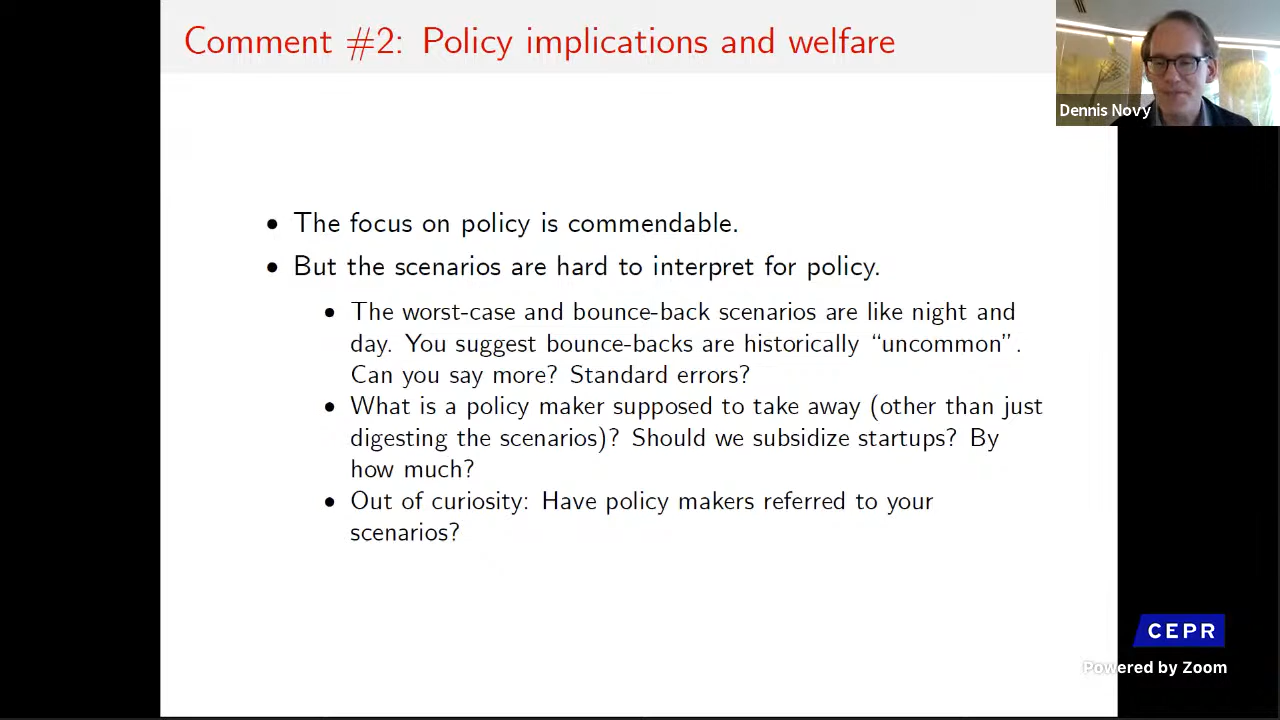 Comment #2: Policy implications and welfare
Dennis Novy
• The focus on policy is commendable.
• But the scenarios are hard to interpret for policy.
• The worst-case and bounce-back scenarios are like night and
day. You suggest bounce-backs are historically “uncommon”.
Can you say more? Standard errors?
• What is a policy maker supposed to take away (other than just
digesting the scenarios)? Should we subsidize startups? By
how much?
• Out of curiosity: Have policy makers referred to your
scenarios?
CEPR
Powered by Zoom